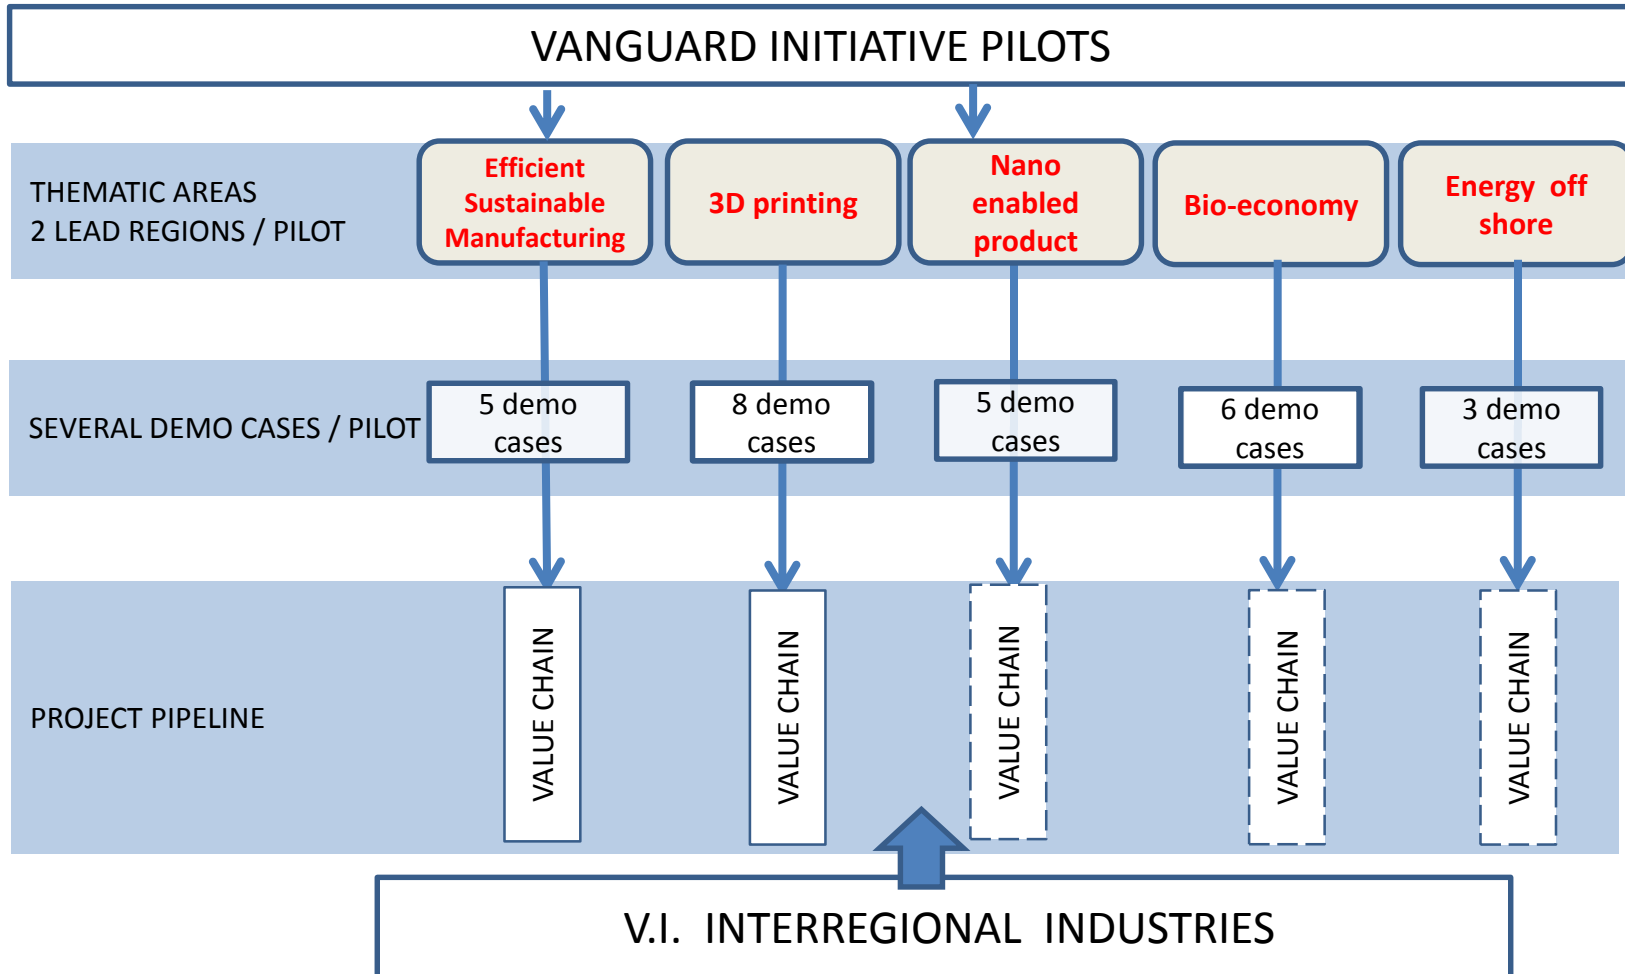 VANGUARD INITIATIVE PILOTS
THEMATIC AREAS
2 LEAD REGIONS / PILOT
Efficient
Sustainable
Manufacturing
3D printing
Nano
enabled
product
Bio-economy
Energy  off
shore
SEVERAL DEMO CASES / PILOT
5 demo
cases
8 demo
cases
5 demo
cases
6 demo
cases
3 demo
cases
PROJECT PIPELINE
VALUE CHAIN
VALUE CHAIN
VALUE CHAIN
VALUE CHAIN
VALUE CHAIN
V.I.  INTERREGIONAL  INDUSTRIES